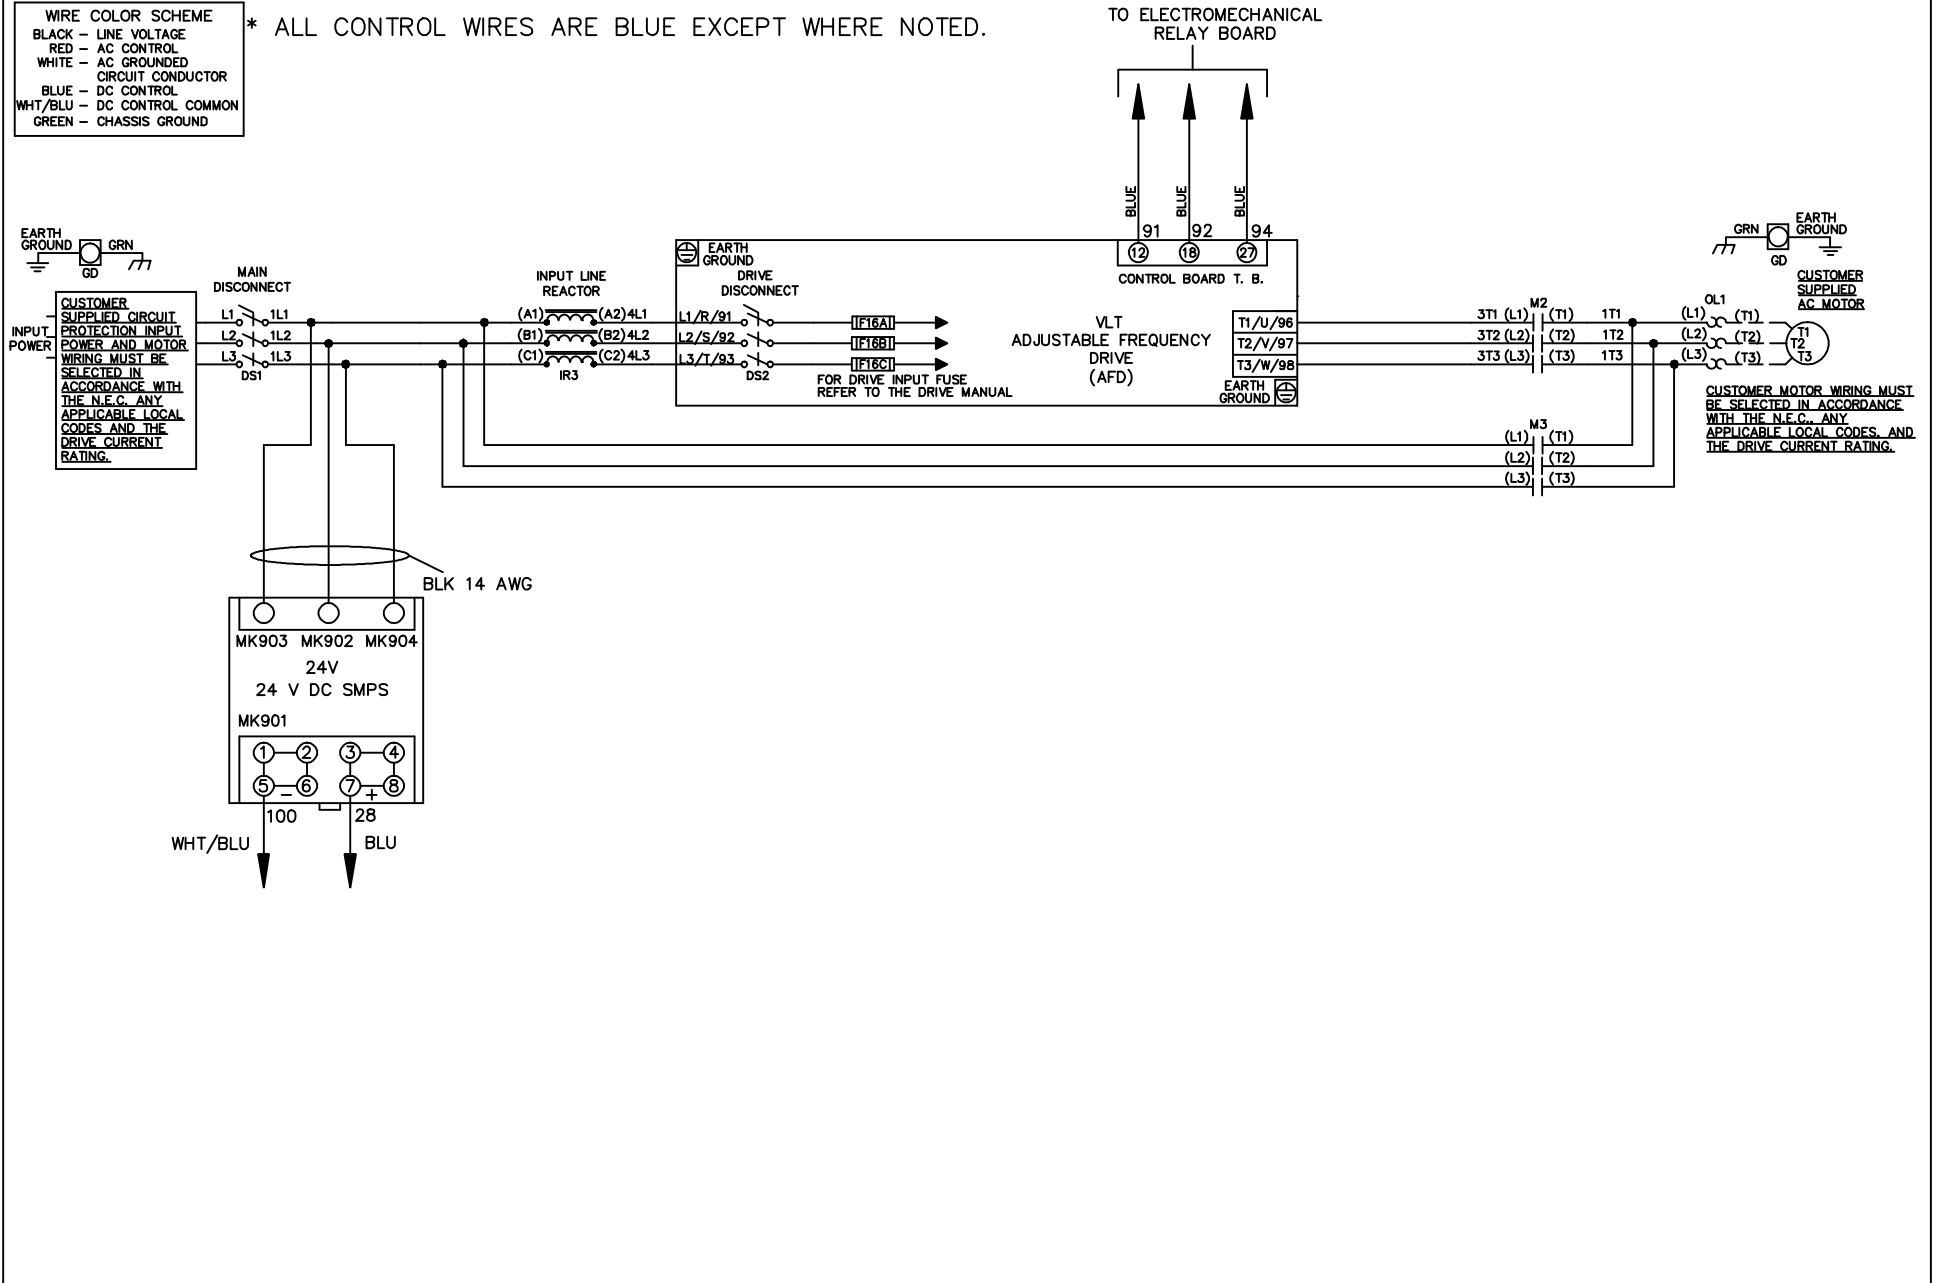 WIRE COLOR SCHEME
BLACK – LINE VOLTAGE
RED – AC CONTROL
WHITE – AC GROUNDED
CIRCUIT CONDUCTOR
BLUE – DC CONTROL
WHT/BLU – DC CONTROL COMMON
GREEN – CHASSIS GROUND
* ALL CONTROL WIRES ARE BLUE EXCEPT WHERE NOTED.
TO ELECTROMECHANICAL
RELAY BOARD
BLUE
BLUE
BLUE
91 92 94
12 18 27
CONTROL BOARD T. B.
EARTH
GROUND
GRN
GD
INPUT
POWER
CUSTOMER
SUPPLIED CIRCUIT
PROTECTION INPUT
POWER AND MOTOR
WIRING MUST BE
SELECTED IN
ACCORDANCE WITH
THE N.E.C. ANY
APPLICABLE LOCAL
CODES AND THE
DRIVE CURRENT
RATING.
MAIN
DISCONNECT
L1 1L1
L2 1L2
L3 1L3
DS1
INPUT LINE
REACTOR
(A1) (A2)4L1
(B1) (B2)4L2
(C1) (C2)4L3
IR3
EARTH
GROUND
DRIVE
DISCONNECT
L1/R/91
L2/S/92
L3/T/93
DS2
F16A
F16B
F16C
FOR DRIVE INPUT FUSE
REFER TO THE DRIVE MANUAL
VLT
ADJUSTABLE FREQUENCY
DRIVE
(AFD)
T1/U/96
T2/V/97
T3/W/98
EARTH
GROUND
M2
3T1 (L1) (T1) 1T1
3T2 (L2) (T2) 1T2
3T3 (L3) (T3) 1T3
M3
(L1) (T1)
(L2) (T2)
(L3) (T3)
OL1
(L1) (T1)
(L2) (T2)
(L3) (T3)
T1
T2
T3
GRN
GD
EARTH
GROUND
CUSTOMER
SUPPLIED
AC MOTOR
CUSTOMER MOTOR WIRING MUST
BE SELECTED IN ACCORDANCE
WITH THE N.E.C., ANY
APPLICABLE LOCAL CODES, AND
THE DRIVE CURRENT RATING.
BLK 14 AWG
MK903 MK902 MK904
24V
24 V DC SMPS
MK901
1 2 3 4
5 6 7 8
– +
100 28
WHT/BLU BLU